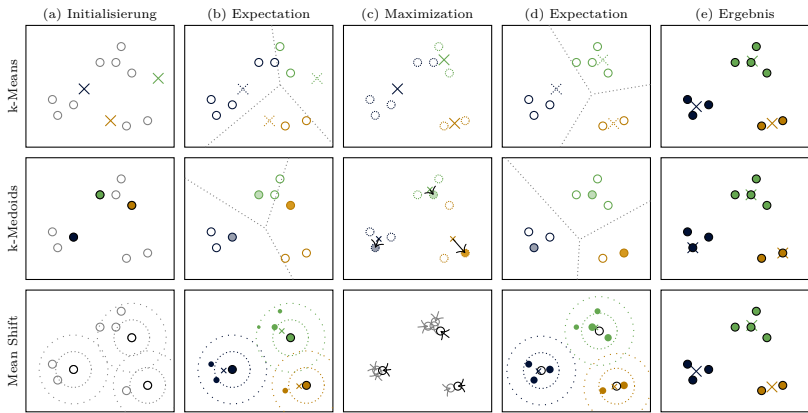 (a) Initialisierung
(b) Expectation
(c) Maximization
(d) Expectation
(e) Ergebnis
k-Means
k-Medoids
Mean Shift